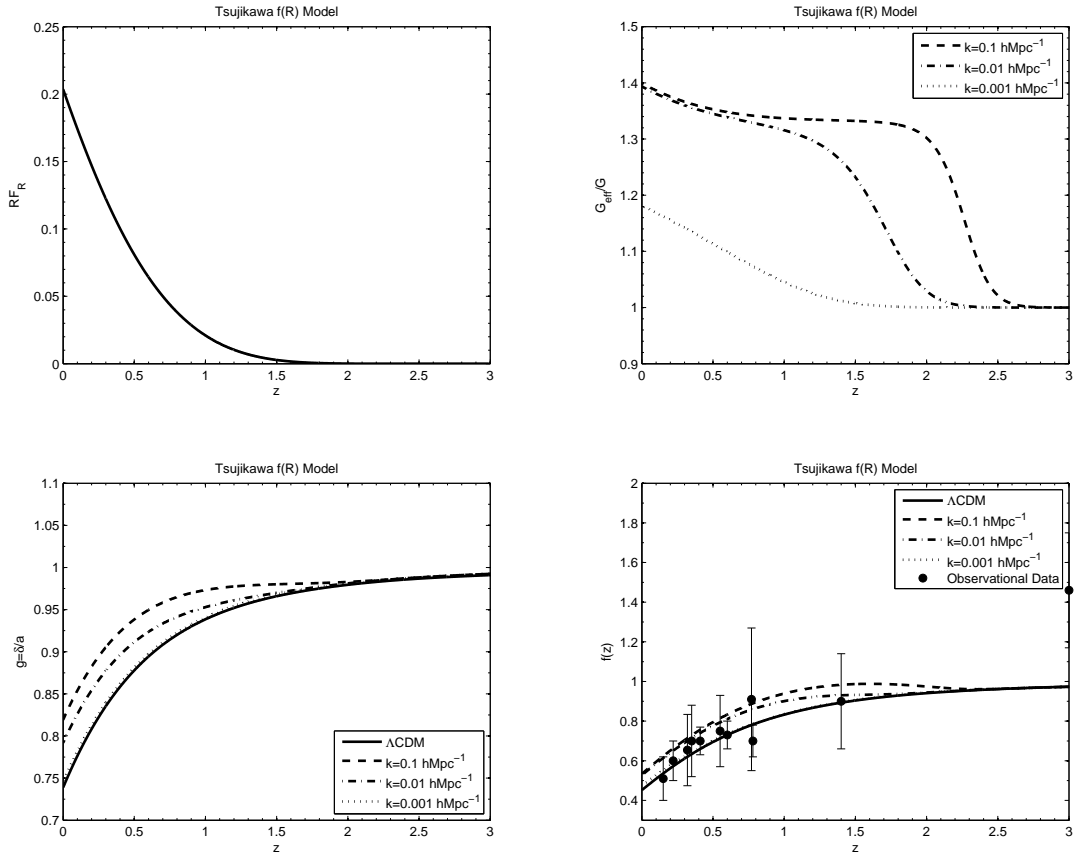 Tsujikawa f(R) Model
0.25
0.2
0.15
0.1
0.05
0
RF_R
0 0.5 1 1.5 2 2.5 3
z
Tsujikawa f(R) Model
1.5
1.4
1.3
1.2
1.1
1
0.9
G_eff/G
k=0.1 hMpc⁻¹
k=0.01 hMpc⁻¹
k=0.001 hMpc⁻¹
0 0.5 1 1.5 2 2.5 3
z
Tsujikawa f(R) Model
1.1
1.05
1
0.95
0.9
0.85
0.8
0.75
0.7
g=δ/a
ΛCDM
k=0.1 hMpc⁻¹
k=0.01 hMpc⁻¹
k=0.001 hMpc⁻¹
0 0.5 1 1.5 2 2.5 3
z
Tsujikawa f(R) Model
2
1.8
1.6
1.4
1.2
1
0.8
0.6
0.4
f(z)
ΛCDM
k=0.1 hMpc⁻¹
k=0.01 hMpc⁻¹
k=0.001 hMpc⁻¹
Observational Data
0 0.5 1 1.5 2 2.5 3
z